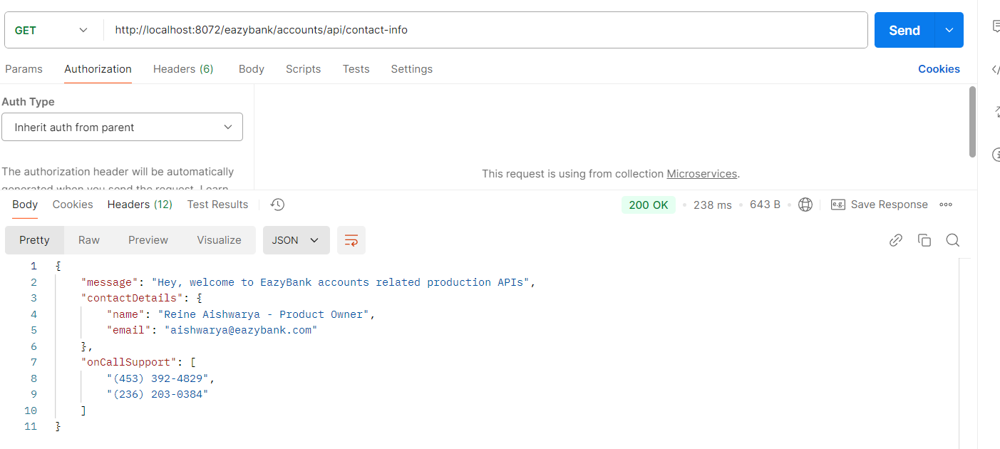 GET http://localhost:8072/eazybank/accounts/api/contact-info Send
Params Authorization Headers (6) Body Scripts Tests Settings Cookies
Auth Type
Inherit auth from parent
The authorization header will be automatically
generated when you send the request. Learn
This request is using from collection Microservices.
Body Cookies Headers (12) Test Results 200 OK 238 ms 643 B e.g. Save Response
Pretty Raw Preview Visualize JSON
1 {
2 "message": "Hey, welcome to EazyBank accounts related production APIs",
3 "contactDetails": {
4 "name": "Reine Aishwarya - Product Owner",
5 "email": "aishwarya@eazybank.com"
6 },
7 "onCallSupport": [
8 "(453) 392-4829",
9 "(236) 203-0384"
10 ]
11 }